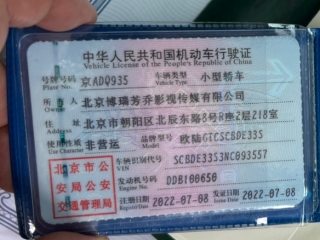 中华人民共和国机动车行驶证
Vehicle License of the People's Republic of China
号牌号码 京ADQ935 车辆类型 小型轿车
Plate No. Vehicle Type
所有人 北京博瑞芳乔影视传媒有限公司
Owner
住址 北京市朝阳区北辰东路8号8座2层218室
Address
使用性质 非营运 品牌型号 欧陆GTCSCBDE33S
Use Character Model
北京市公 车辆识别代号 SCBDE3353NC093557
VIN
安局公安 发动机号码 DDB100650
Engine No.
交通管理局 注册日期 2022-07-08 发证日期 2022-07-08
Register Date Issue Date